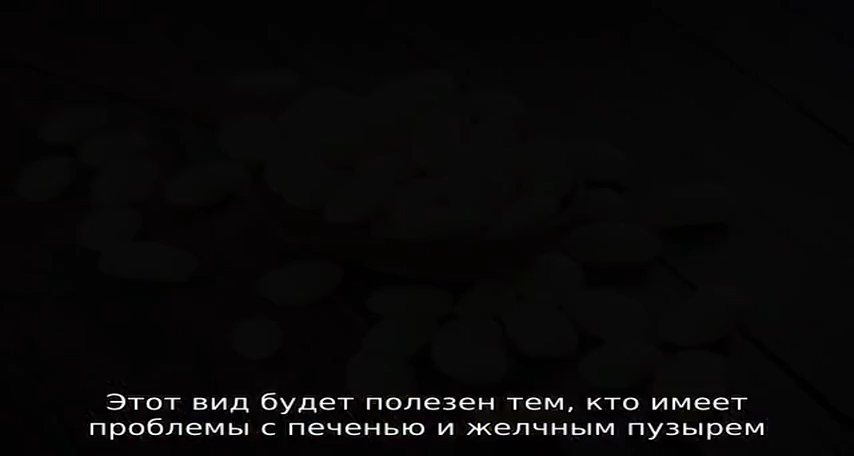 Этот вид будет полезен тем, кто имеет
проблемы с печенью и желчным пузырем